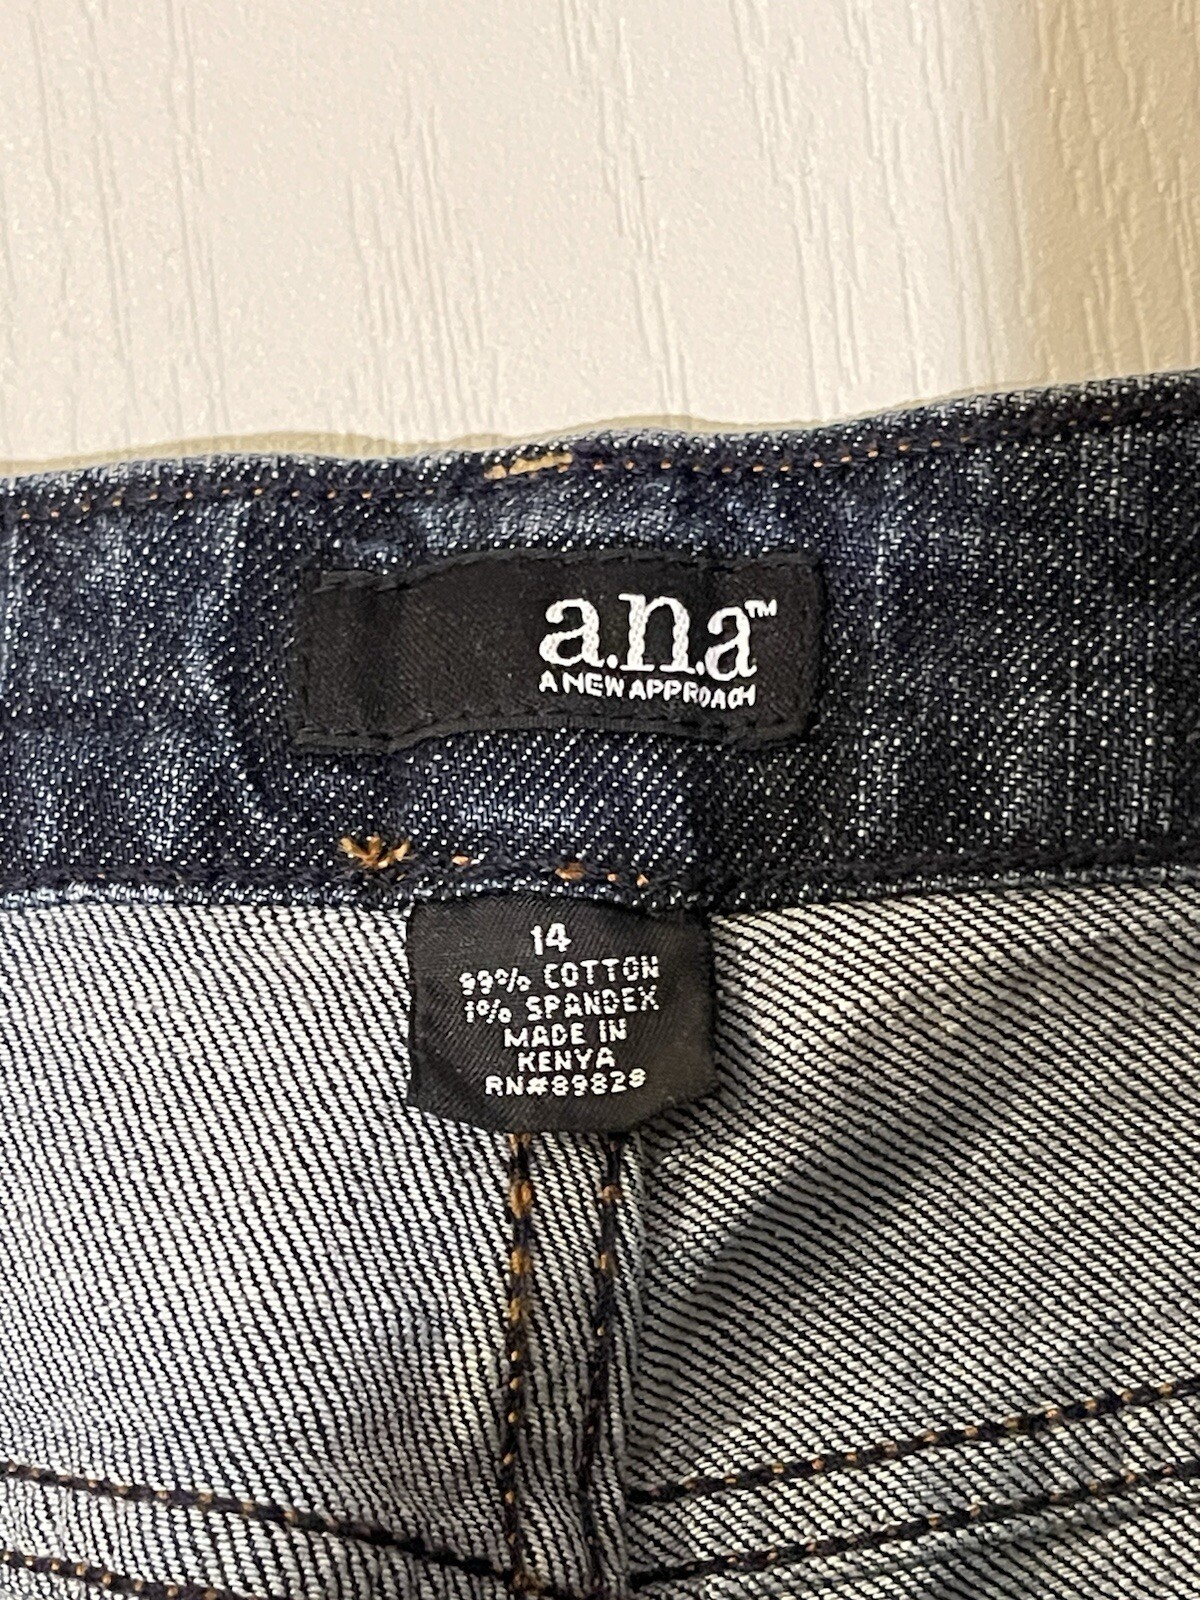 a.n.a™
A NEW APPROACH
14
99% COTTON
1% SPANDEX
MADE IN
KENYA
RN#89828